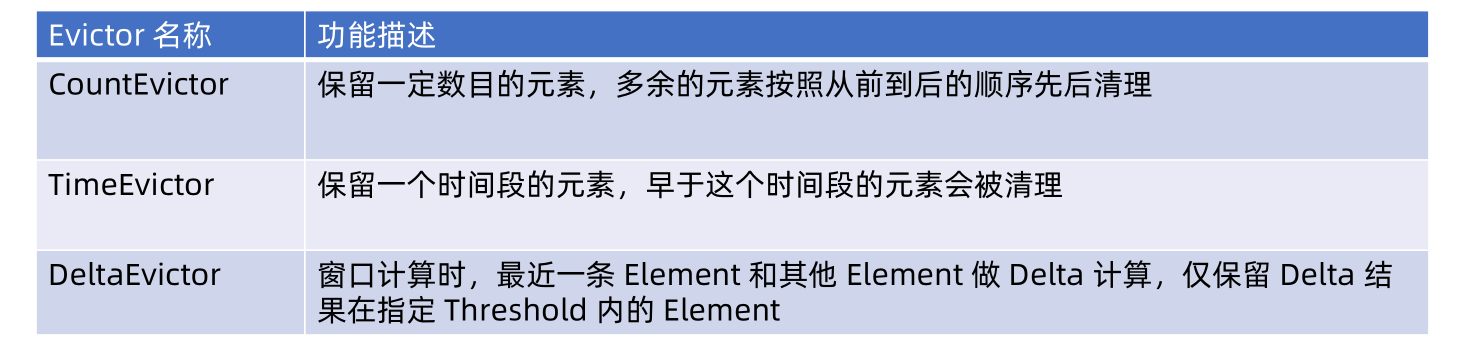 Evictor 名称
功能描述
CountEvictor
保留一定数目的元素，多余的元素按照从前到后的顺序先后清理
TimeEvictor
保留一个时间段的元素，早于这个时间段的元素会被清理
DeltaEvictor
窗口计算时，最近一条 Element 和其他 Element 做 Delta 计算，仅保留 Delta 结
果在指定 Threshold 内的 Element